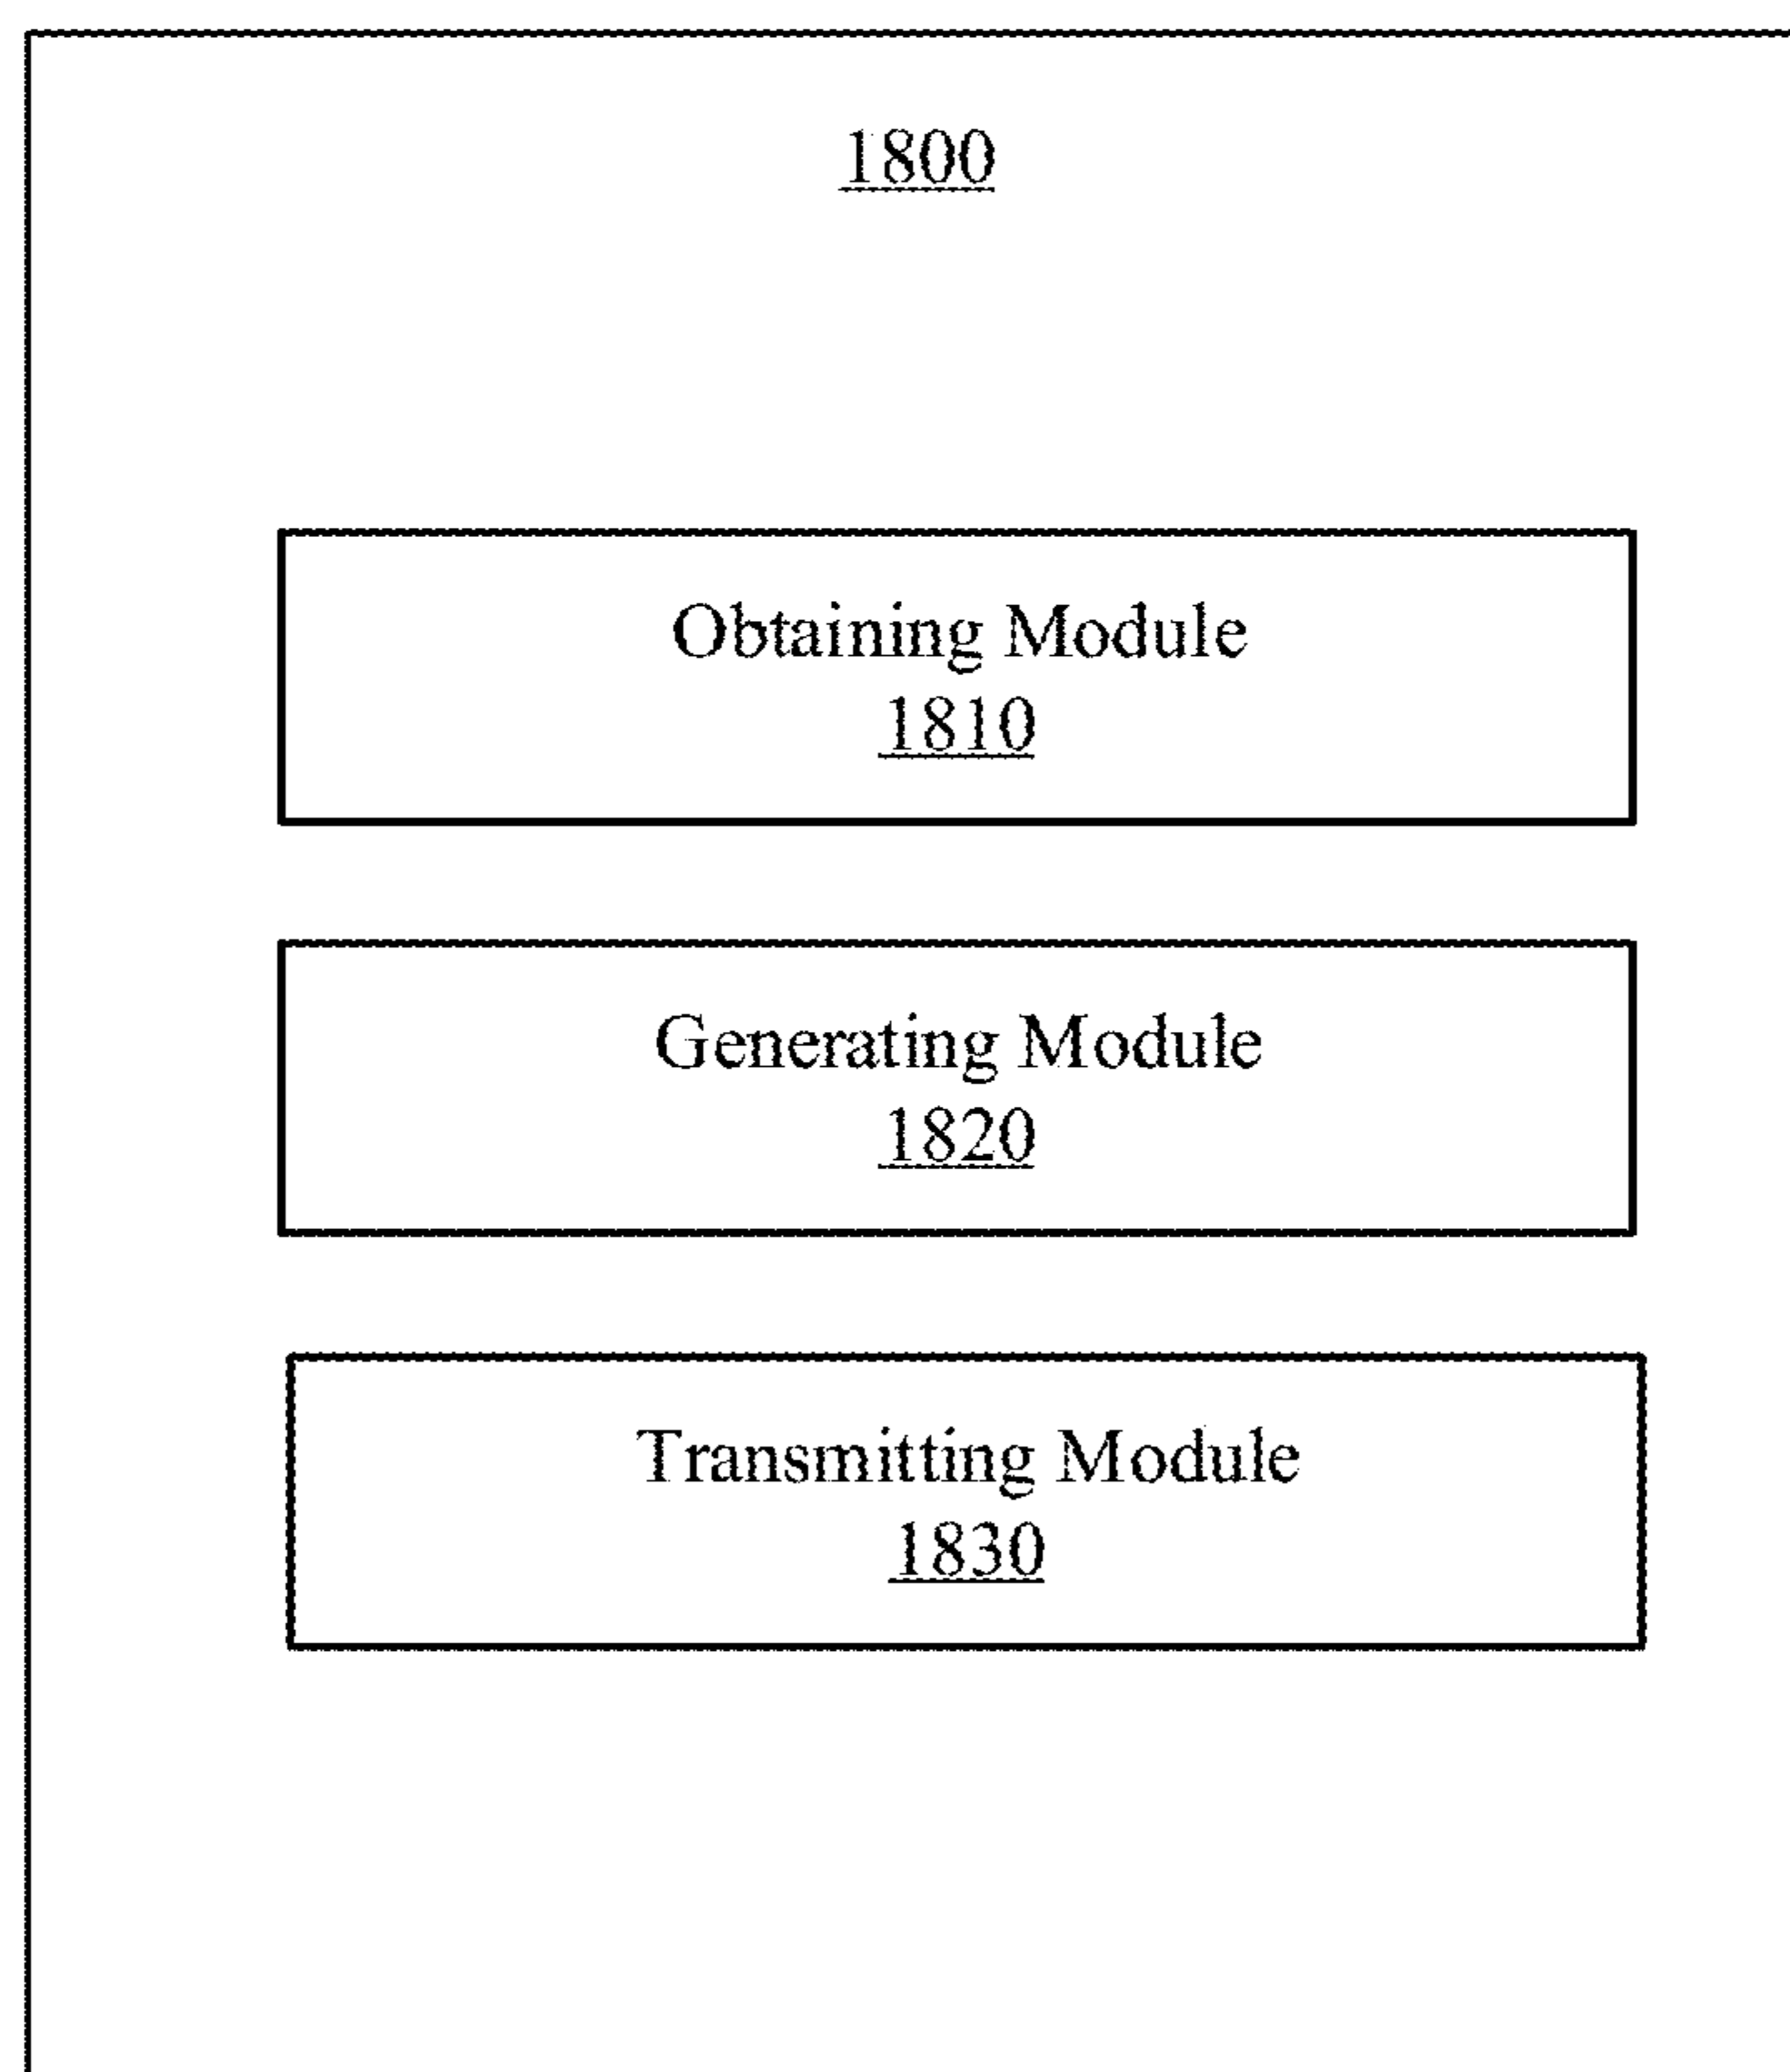 1800
Obtaining Module
1810
Generating Module
1820
Transmitting Module
1830